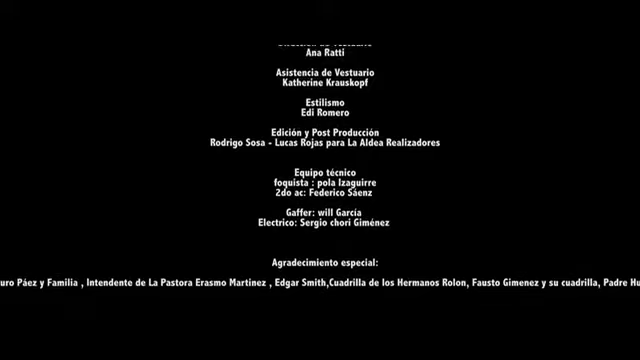 Ana Ratti
Asistencia de Vestuario
Katherine Krauskopf
Estilismo
Edi Romero
Edición y Post Producción
Rodrigo Sosa - Lucas Rojas para La Aldea Realizadores
Equipo técnico
foquista : pola Izaguirre
2do ac: Federico Sáenz
Gaffer: will García
Electrico: Sergio chori Giménez
Agradecimiento especial:
uro Páez y Familia , Intendente de La Pastora Erasmo Martinez , Edgar Smith,Cuadrilla de los Hermanos Rolon, Fausto Gimenez y su cuadrilla, Padre Hu